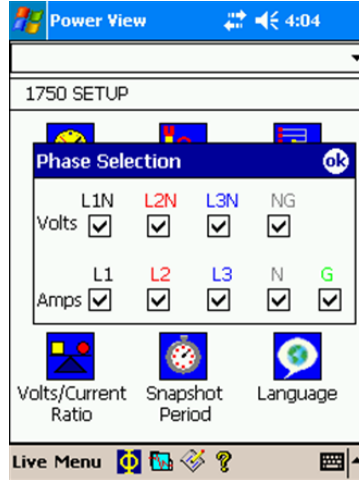 Power View 4:04
1750 SETUP
Phase Selection ok
L1N L2N L3N NG
Volts
L1 L2 L3 N G
Amps
Volts/Current Snapshot Language
Ratio Period
Live Menu